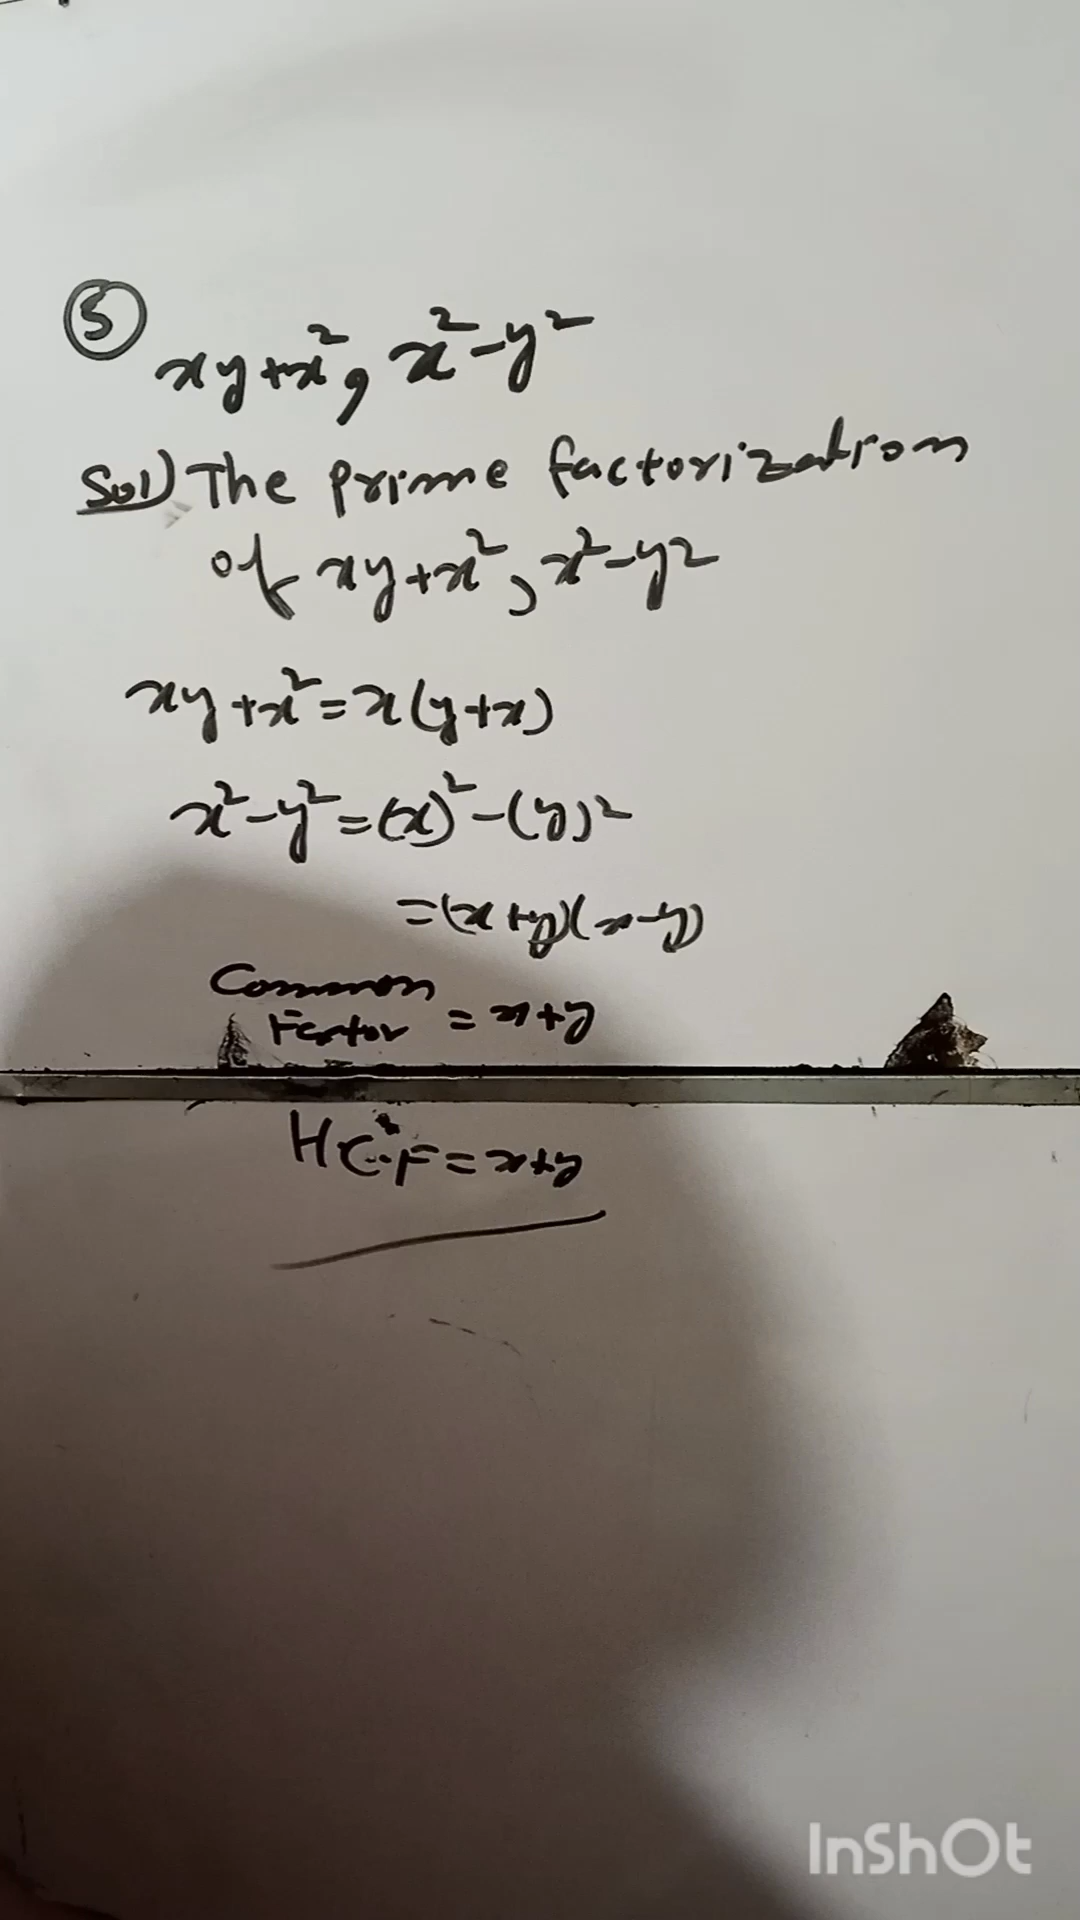 5
xy+x², x²-y²
Sol) The prime factorization
of xy+x², x²-y²
xy+x²=x(y+x)
x²-y²=(x)²-(y)²
=(x+y)(x-y)
Common
Factor = x+y
H.C.F=x+y
InShOt